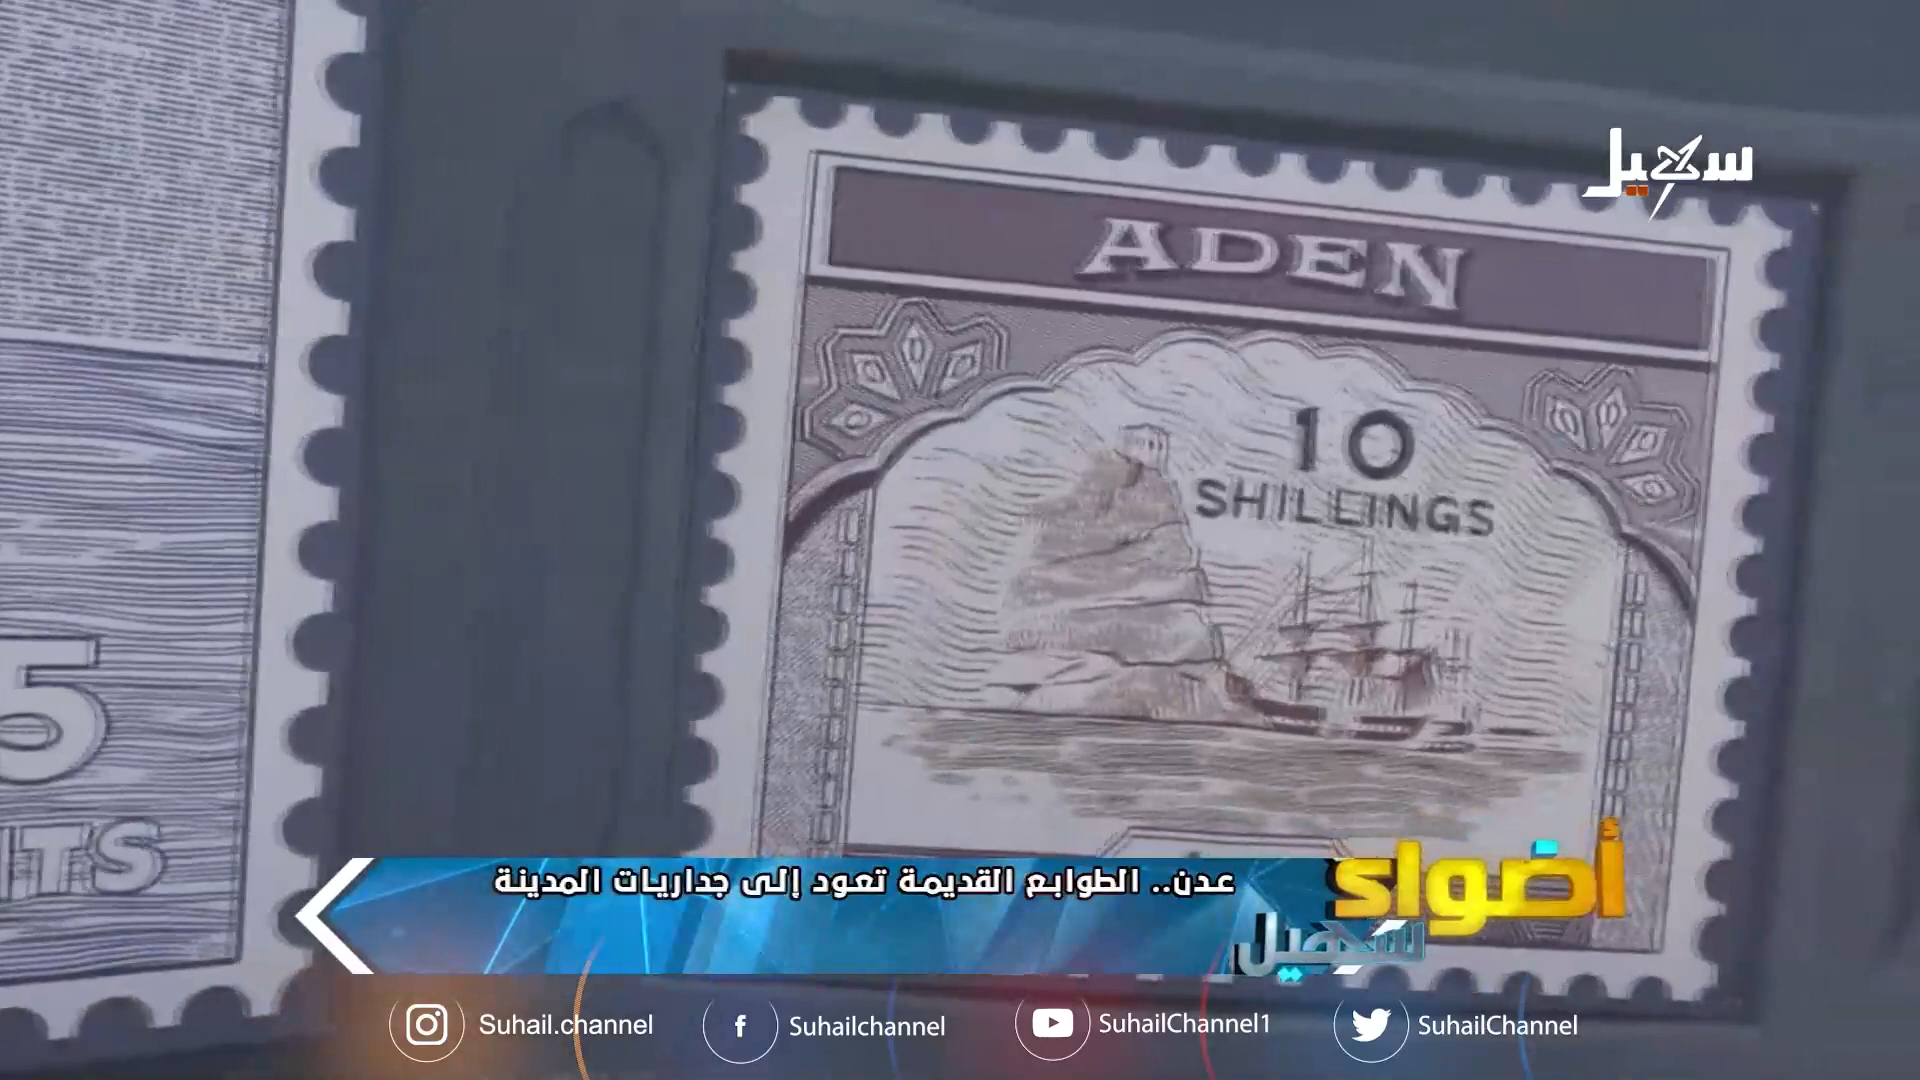 سهيل
ADEN
10
SHILLINGS
5
NTS
أضواء
سهيل
عدن.. الطوابع القديمة تعود إلى جداريات المدينة
Suhail.channel
Suhailchannel
SuhailChannel1
SuhailChannel